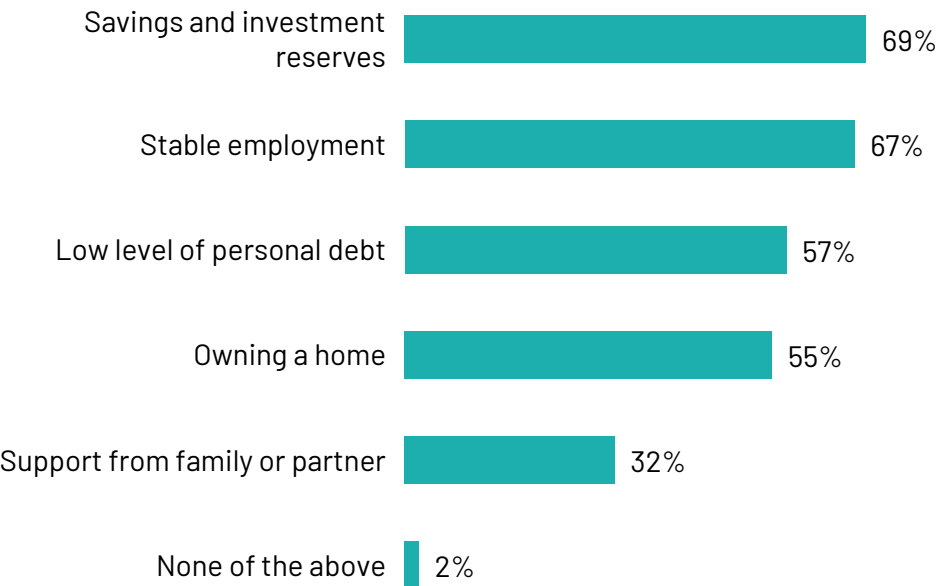 Savings and investment
reserves
69%
Stable employment
67%
Low level of personal debt
57%
Owning a home
55%
Support from family or partner
32%
None of the above
2%